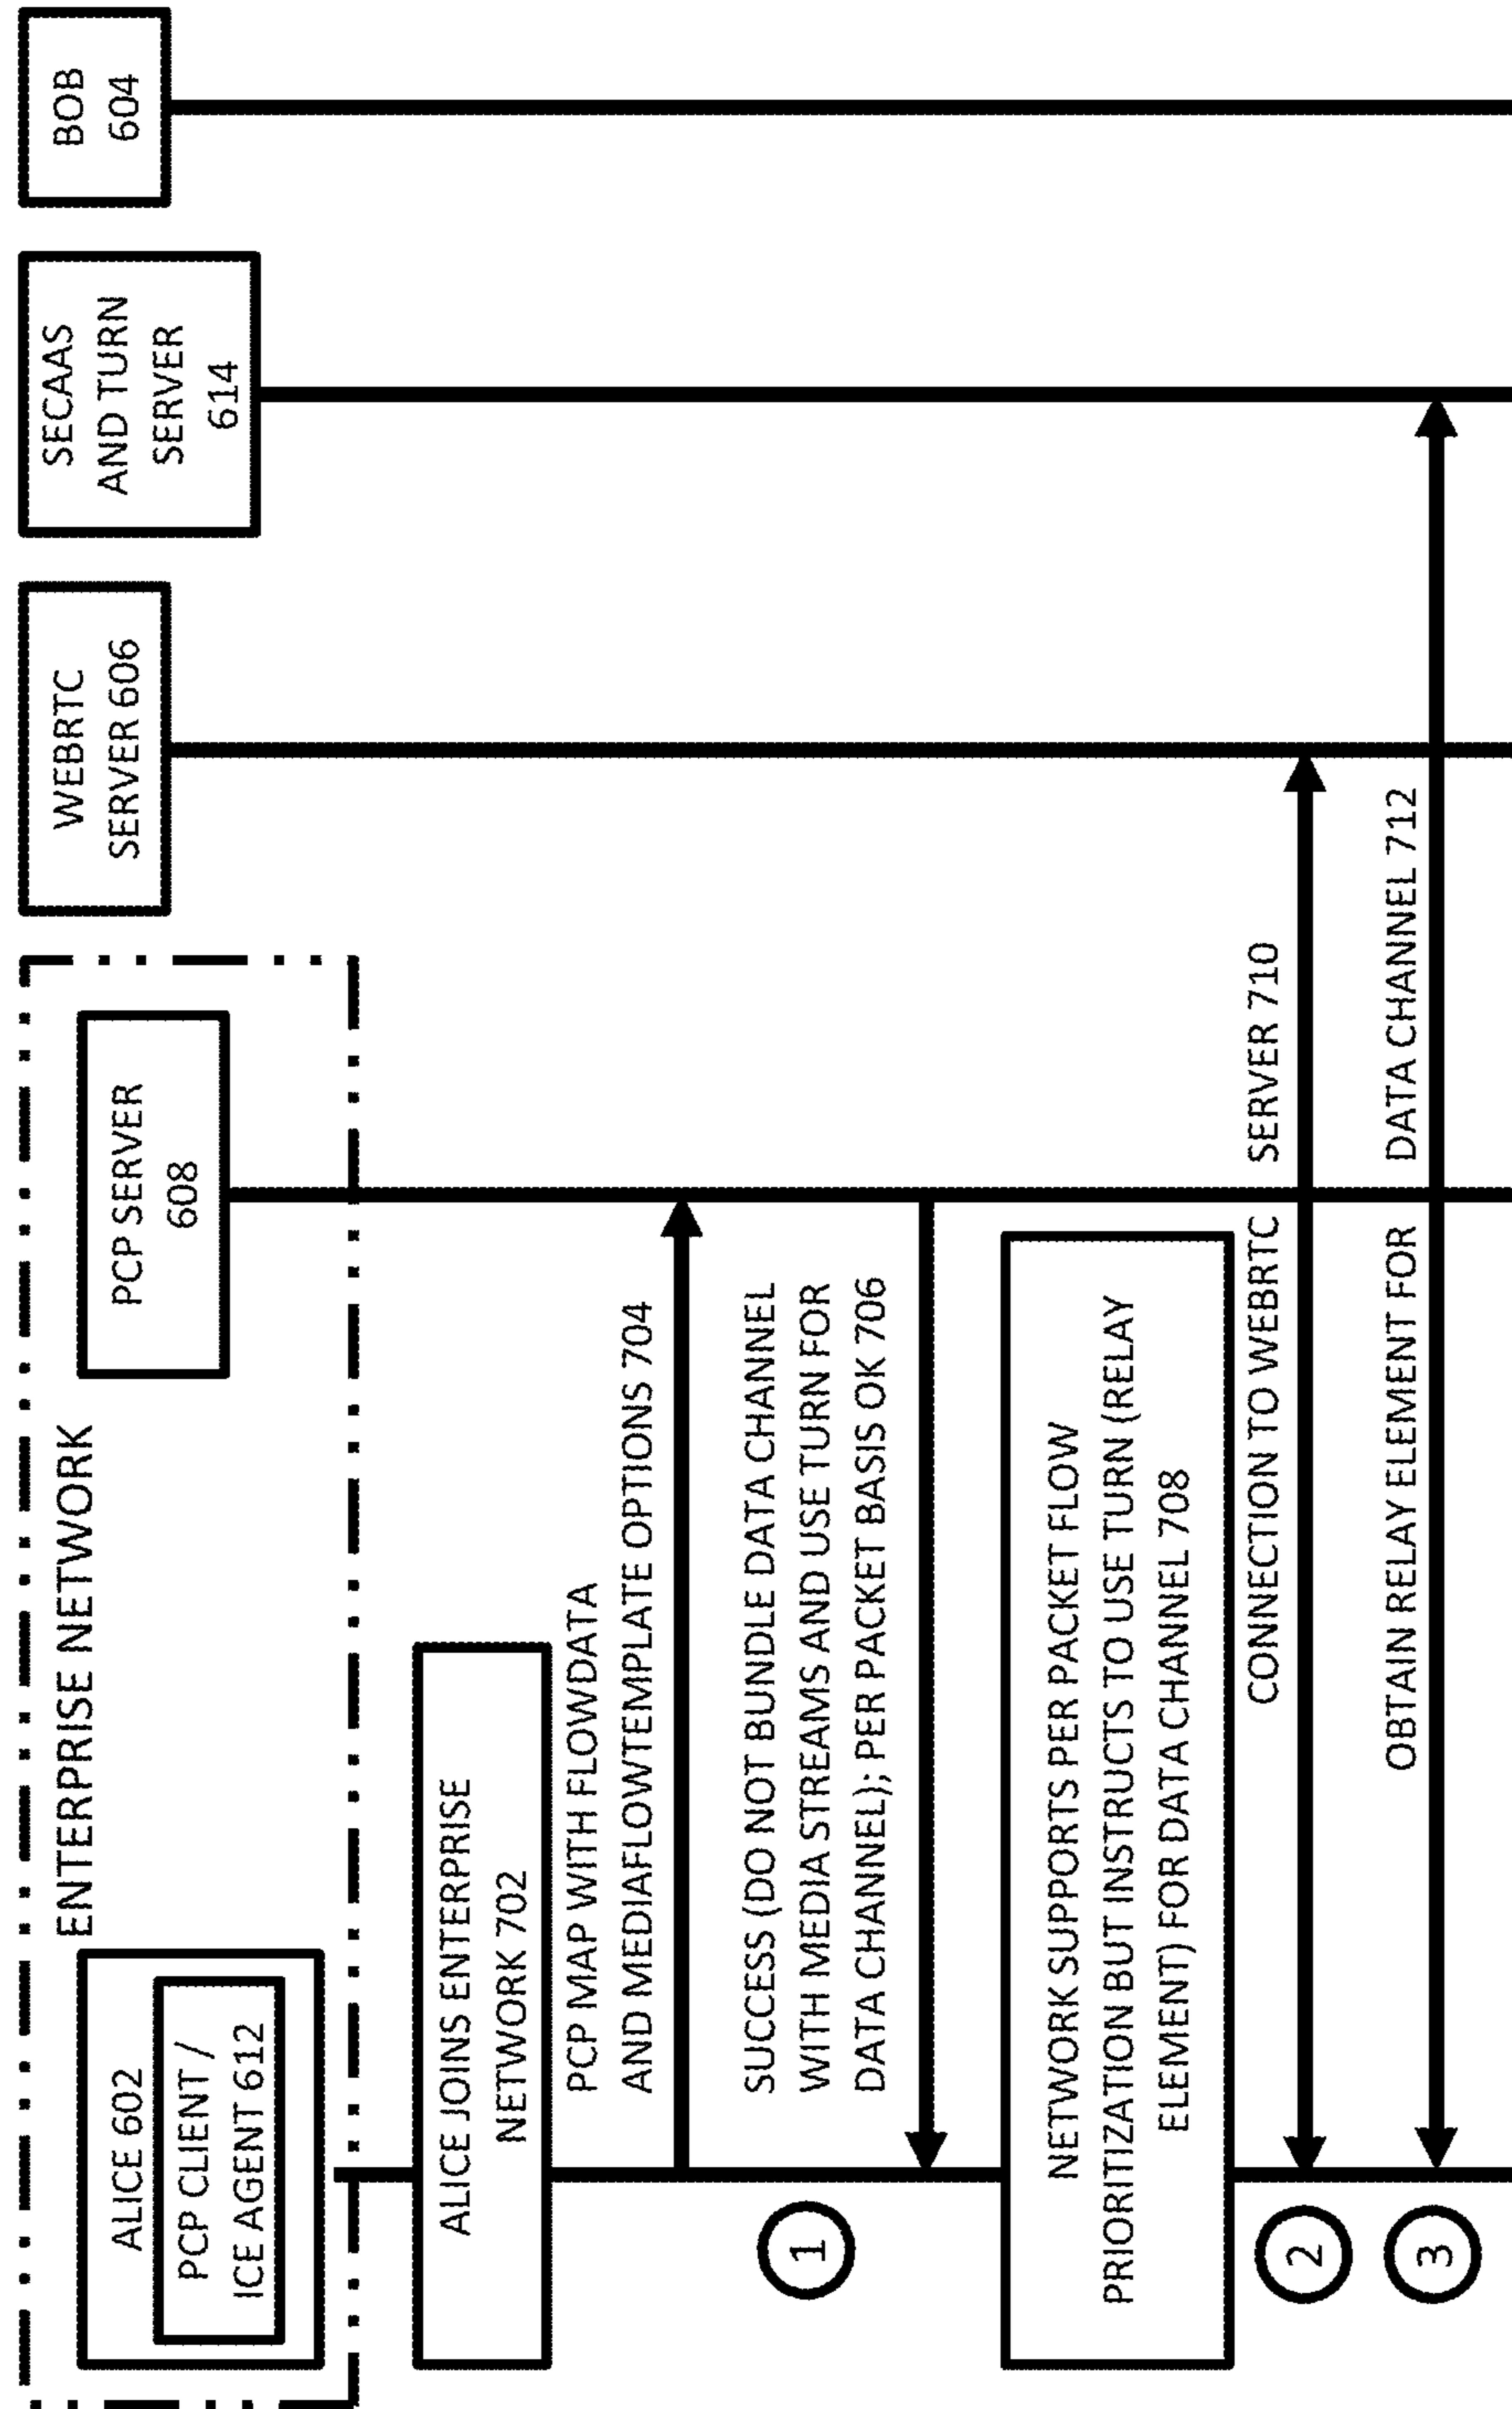 ENTERPRISE NETWORK
ALICE 602
PCP CLIENT /
ICE AGENT 612
PCP SERVER
608
WEBRTC
SERVER 606
SECAAS
AND TURN
SERVER
614
BOB
604
ALICE JOINS ENTERPRISE
NETWORK 702
PCP MAP WITH FLOWDATA
AND MEDIAFLOWTEMPLATE OPTIONS 704
1
SUCCESS (DO NOT BUNDLE DATA CHANNEL
WITH MEDIA STREAMS AND USE TURN FOR
DATA CHANNEL); PER PACKET BASIS OK 706
NETWORK SUPPORTS PER PACKET FLOW
PRIORITIZATION BUT INSTRUCTS TO USE TURN (RELAY
ELEMENT) FOR DATA CHANNEL 708
2
CONNECTION TO WEBRTC SERVER 710
3
OBTAIN RELAY ELEMENT FOR DATA CHANNEL 712